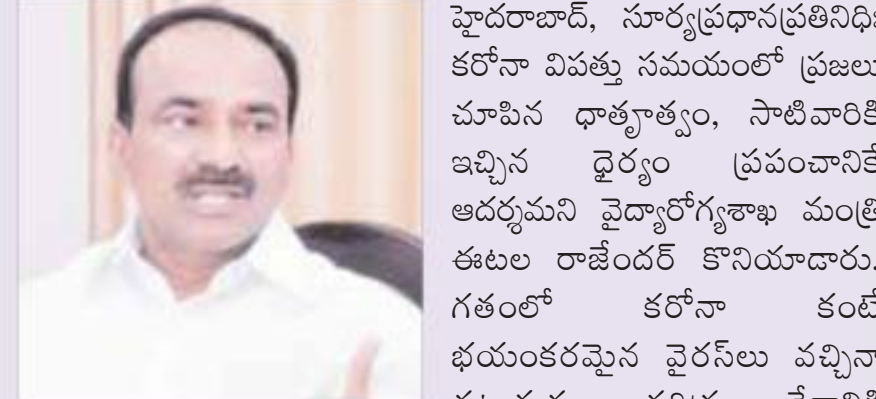 హైదరాబాద్, సూర్యప్రధానప్రతినిధిః
కరోనా విపత్తు సమయంలో ప్రజలు
చూపిన ధాతృత్వం, సాటివారికి
ఇచ్చిన ధైర్యం ప్రపంచానికే
ఆదర్శమని వైద్యారోగ్యశాఖ మంత్రి
ఈటల రాజేందర్ కొనియాడారు.
గతంలో కరోనా కంటే
భయంకరమైన వైరస్‌లు వచ్చినా